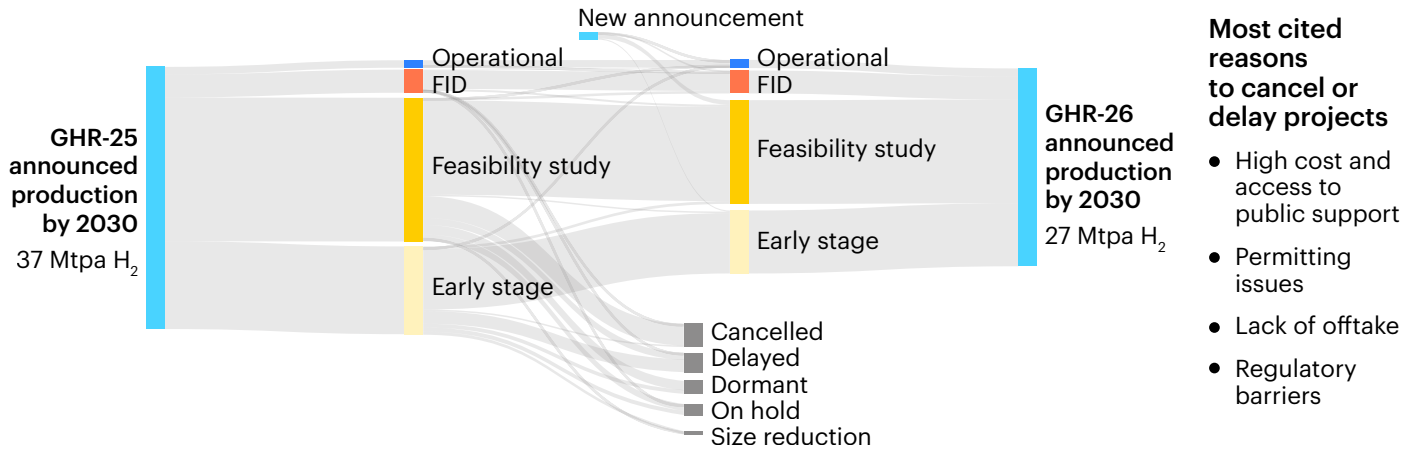 New announcement
GHR-25
announced
production
by 2030
37 Mtpa H₂
Operational
FID
Feasibility study
Early stage
Operational
FID
Feasibility study
Early stage
Cancelled
Delayed
Dormant
On hold
Size reduction
GHR-26
announced
production
by 2030
27 Mtpa H₂
Most cited
reasons
to cancel or
delay projects
• High cost and
access to
public support
• Permitting
issues
• Lack of offtake
• Regulatory
barriers